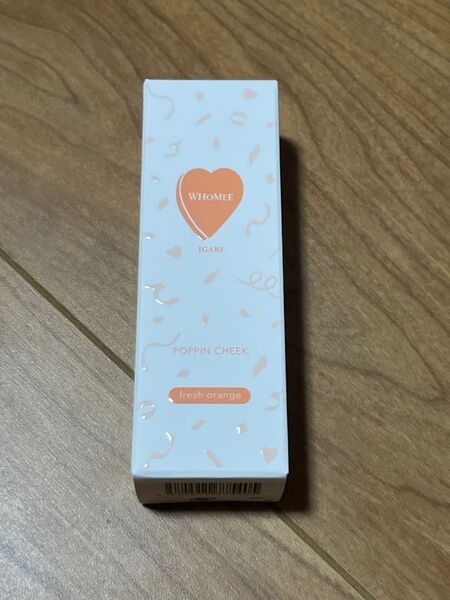 WHOMEE
IGARI
POPPIN CHEEK
fresh orange